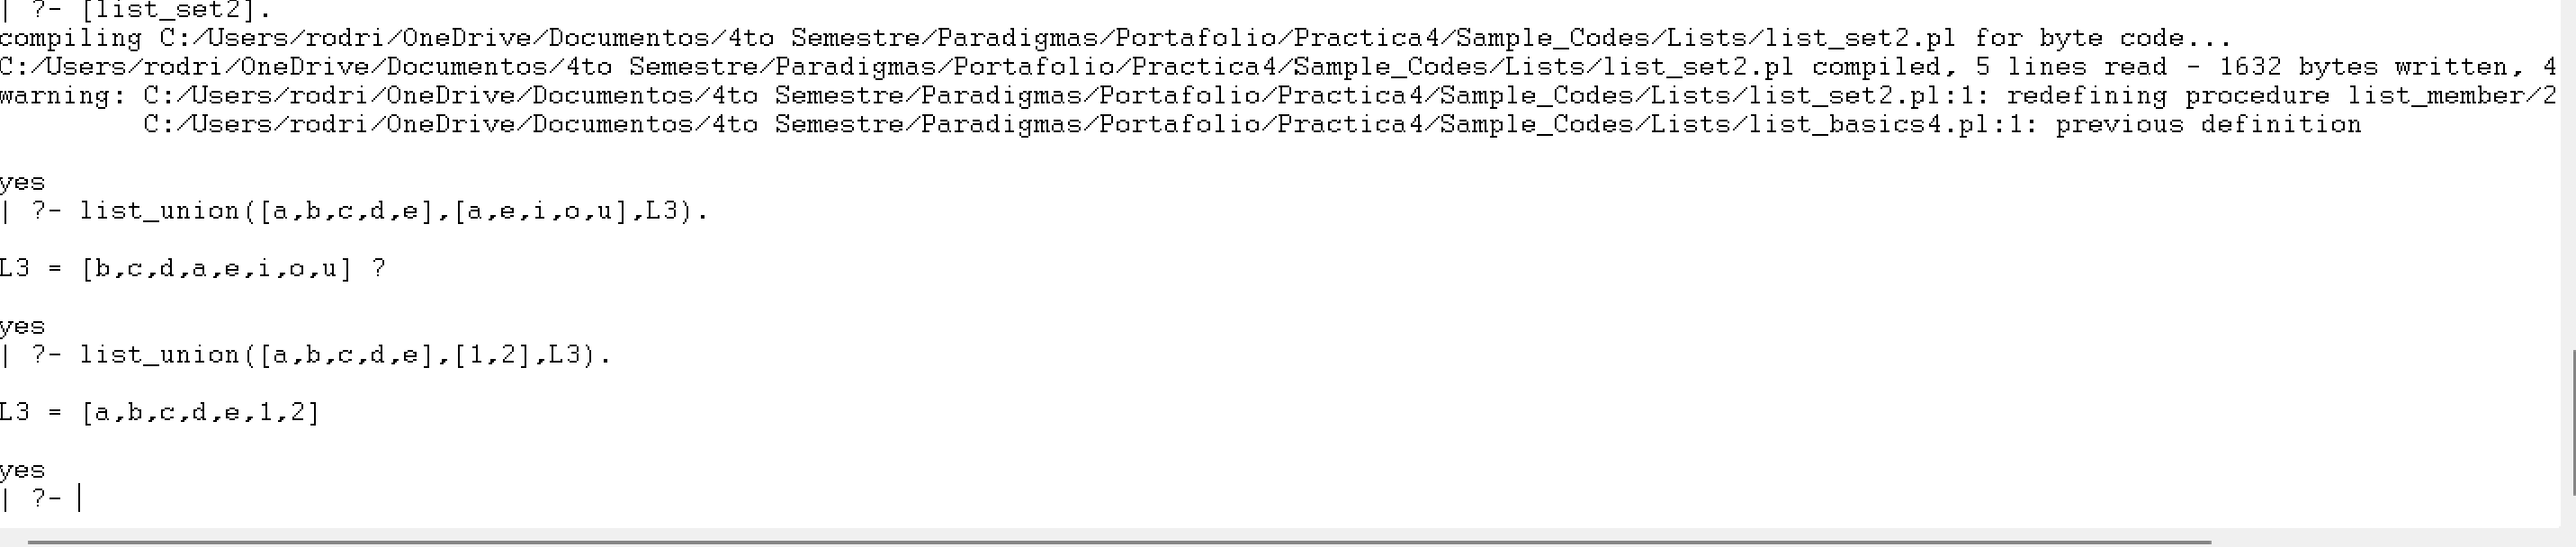 | ?- [list_set2].
compiling C:/Users/rodri/OneDrive/Documentos/4to Semestre/Paradigmas/Portafolio/Practica4/Sample_Codes/Lists/list_set2.pl for byte code...
C:/Users/rodri/OneDrive/Documentos/4to Semestre/Paradigmas/Portafolio/Practica4/Sample_Codes/Lists/list_set2.pl compiled, 5 lines read - 1632 bytes written, 4
warning: C:/Users/rodri/OneDrive/Documentos/4to Semestre/Paradigmas/Portafolio/Practica4/Sample_Codes/Lists/list_set2.pl:1: redefining procedure list_member/2
C:/Users/rodri/OneDrive/Documentos/4to Semestre/Paradigmas/Portafolio/Practica4/Sample_Codes/Lists/list_basics4.pl:1: previous definition
yes
| ?- list_union([a,b,c,d,e],[a,e,i,o,u],L3).
L3 = [b,c,d,a,e,i,o,u] ?
yes
| ?- list_union([a,b,c,d,e],[1,2],L3).
L3 = [a,b,c,d,e,1,2]
yes
| ?-